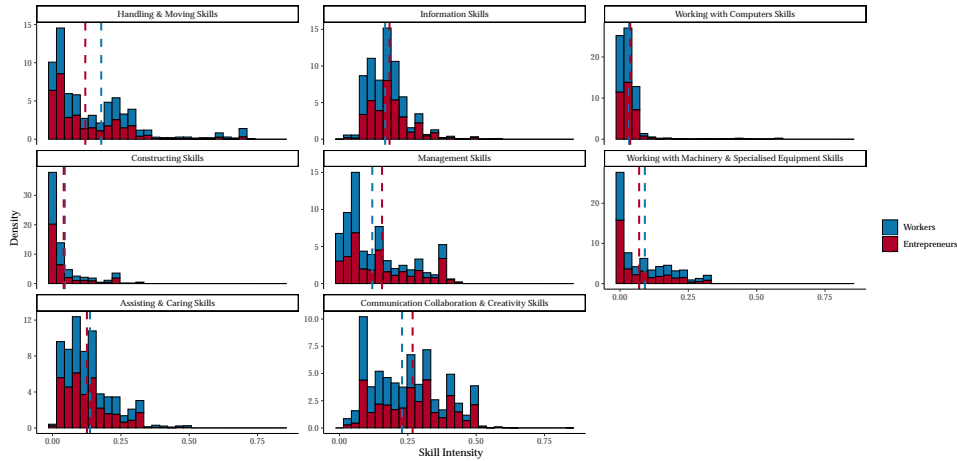 Handling & Moving Skills
Information Skills
Working with Computers Skills
15
10
5
0
15
10
5
0
20
10
0
Constructing Skills
Management Skills
Working with Machinery & Specialised Equipment Skills
30
20
10
0
15
10
5
0
20
10
0
0.00 0.25 0.50 0.75
Assisting & Caring Skills
Communication Collaboration & Creativity Skills
12
8
4
0
10.0
7.5
5.0
2.5
0.0
0.00 0.25 0.50 0.75
0.00 0.25 0.50 0.75
Density
Skill Intensity
Workers
Entrepreneurs